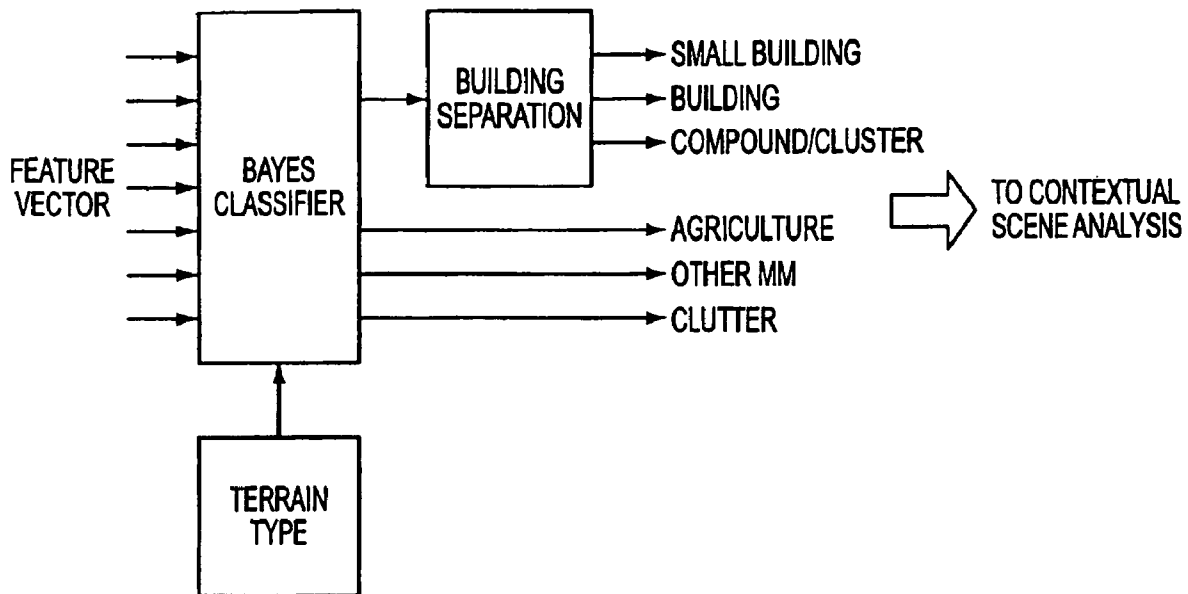 FEATURE
VECTOR
BAYES
CLASSIFIER
TERRAIN
TYPE
BUILDING
SEPARATION
SMALL BUILDING
BUILDING
COMPOUND/CLUSTER
AGRICULTURE
OTHER MM
CLUTTER
TO CONTEXTUAL
SCENE ANALYSIS